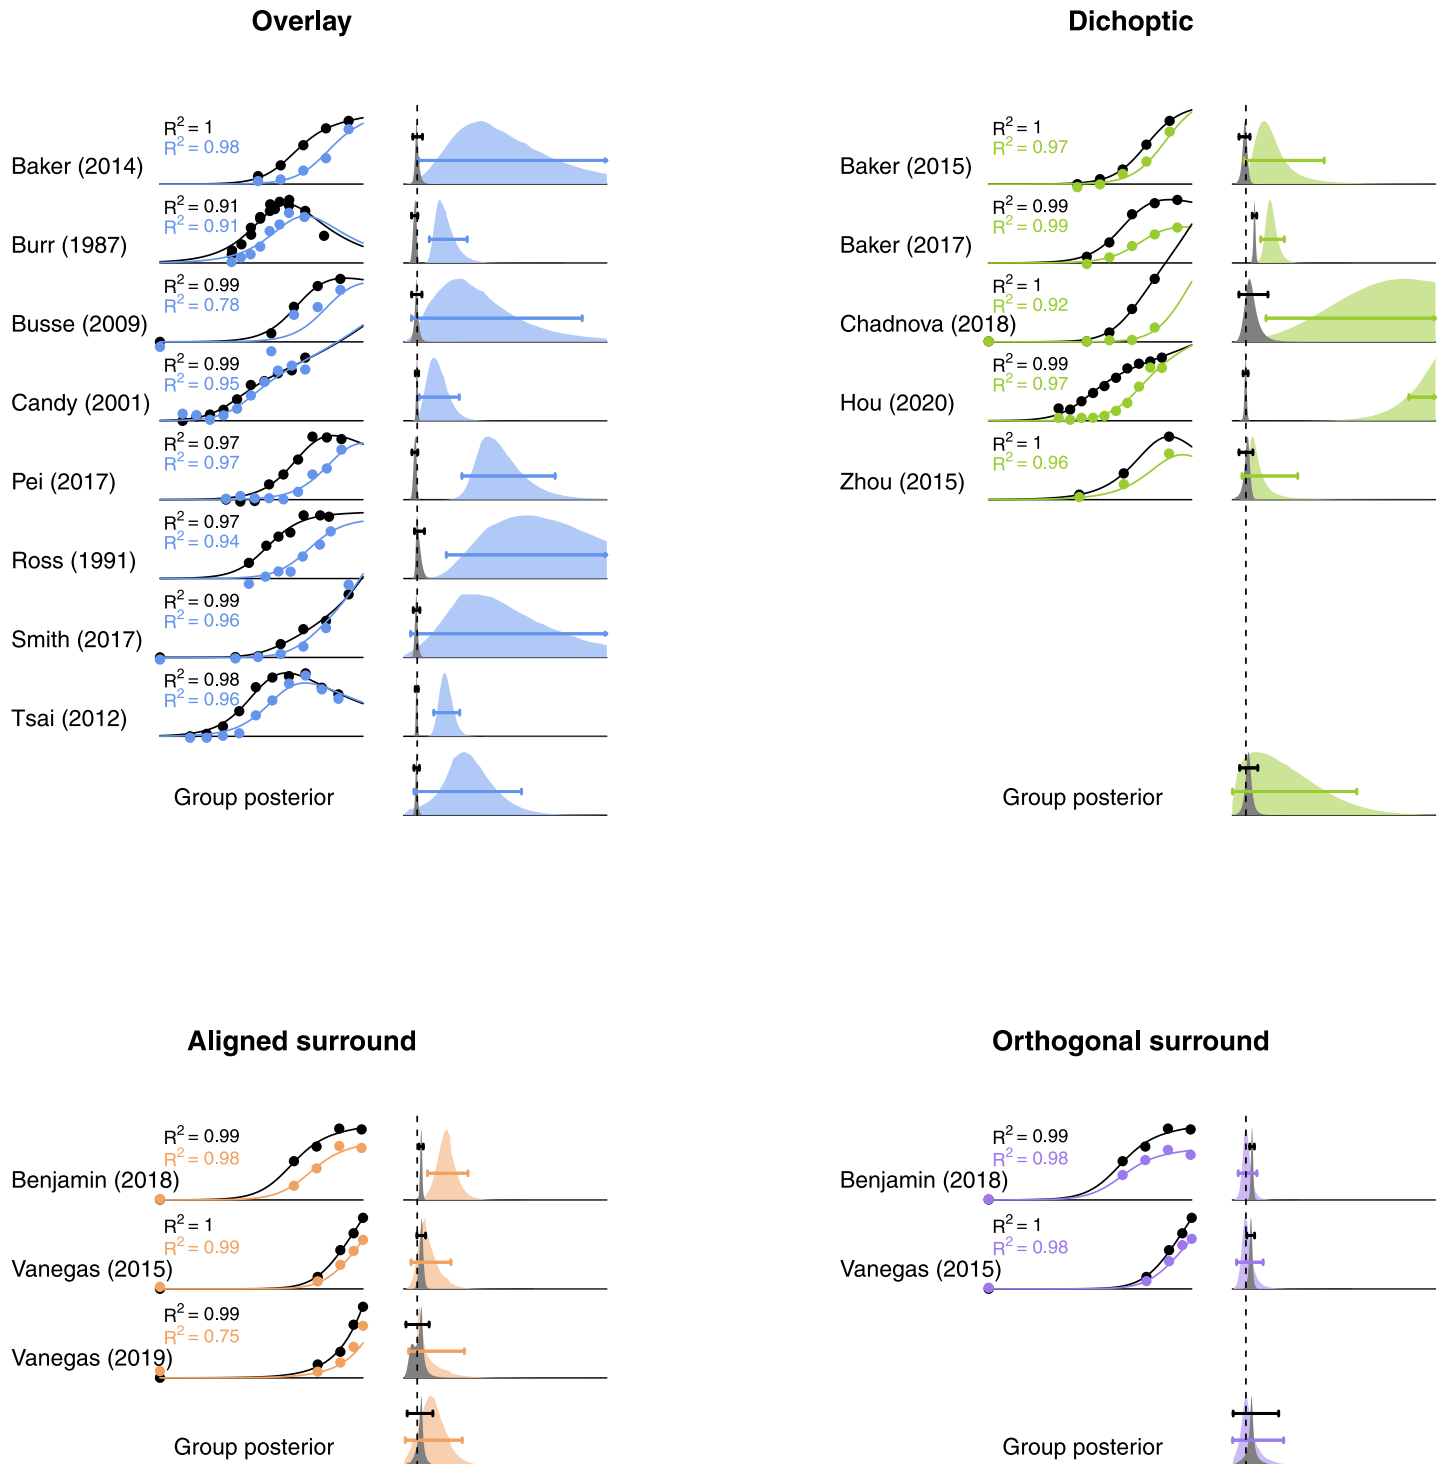 Overlay
R² = 1
R² = 0.98
Baker (2014)
R² = 0.91
R² = 0.91
Burr (1987)
R² = 0.99
R² = 0.78
Busse (2009)
R² = 0.99
R² = 0.95
Candy (2001)
R² = 0.97
R² = 0.97
Pei (2017)
R² = 0.97
R² = 0.94
Ross (1991)
R² = 0.99
R² = 0.96
Smith (2017)
R² = 0.98
R² = 0.96
Tsai (2012)
Group posterior
Dichoptic
R² = 1
R² = 0.97
Baker (2015)
R² = 0.99
R² = 0.99
Baker (2017)
R² = 1
R² = 0.92
Chadnova (2018)
R² = 0.99
R² = 0.97
Hou (2020)
R² = 1
R² = 0.96
Zhou (2015)
Group posterior
Aligned surround
R² = 0.99
R² = 0.98
Benjamin (2018)
R² = 1
R² = 0.99
Vanegas (2015)
R² = 0.99
R² = 0.75
Vanegas (2019)
Group posterior
Orthogonal surround
R² = 0.99
R² = 0.98
Benjamin (2018)
R² = 1
R² = 0.98
Vanegas (2015)
Group posterior